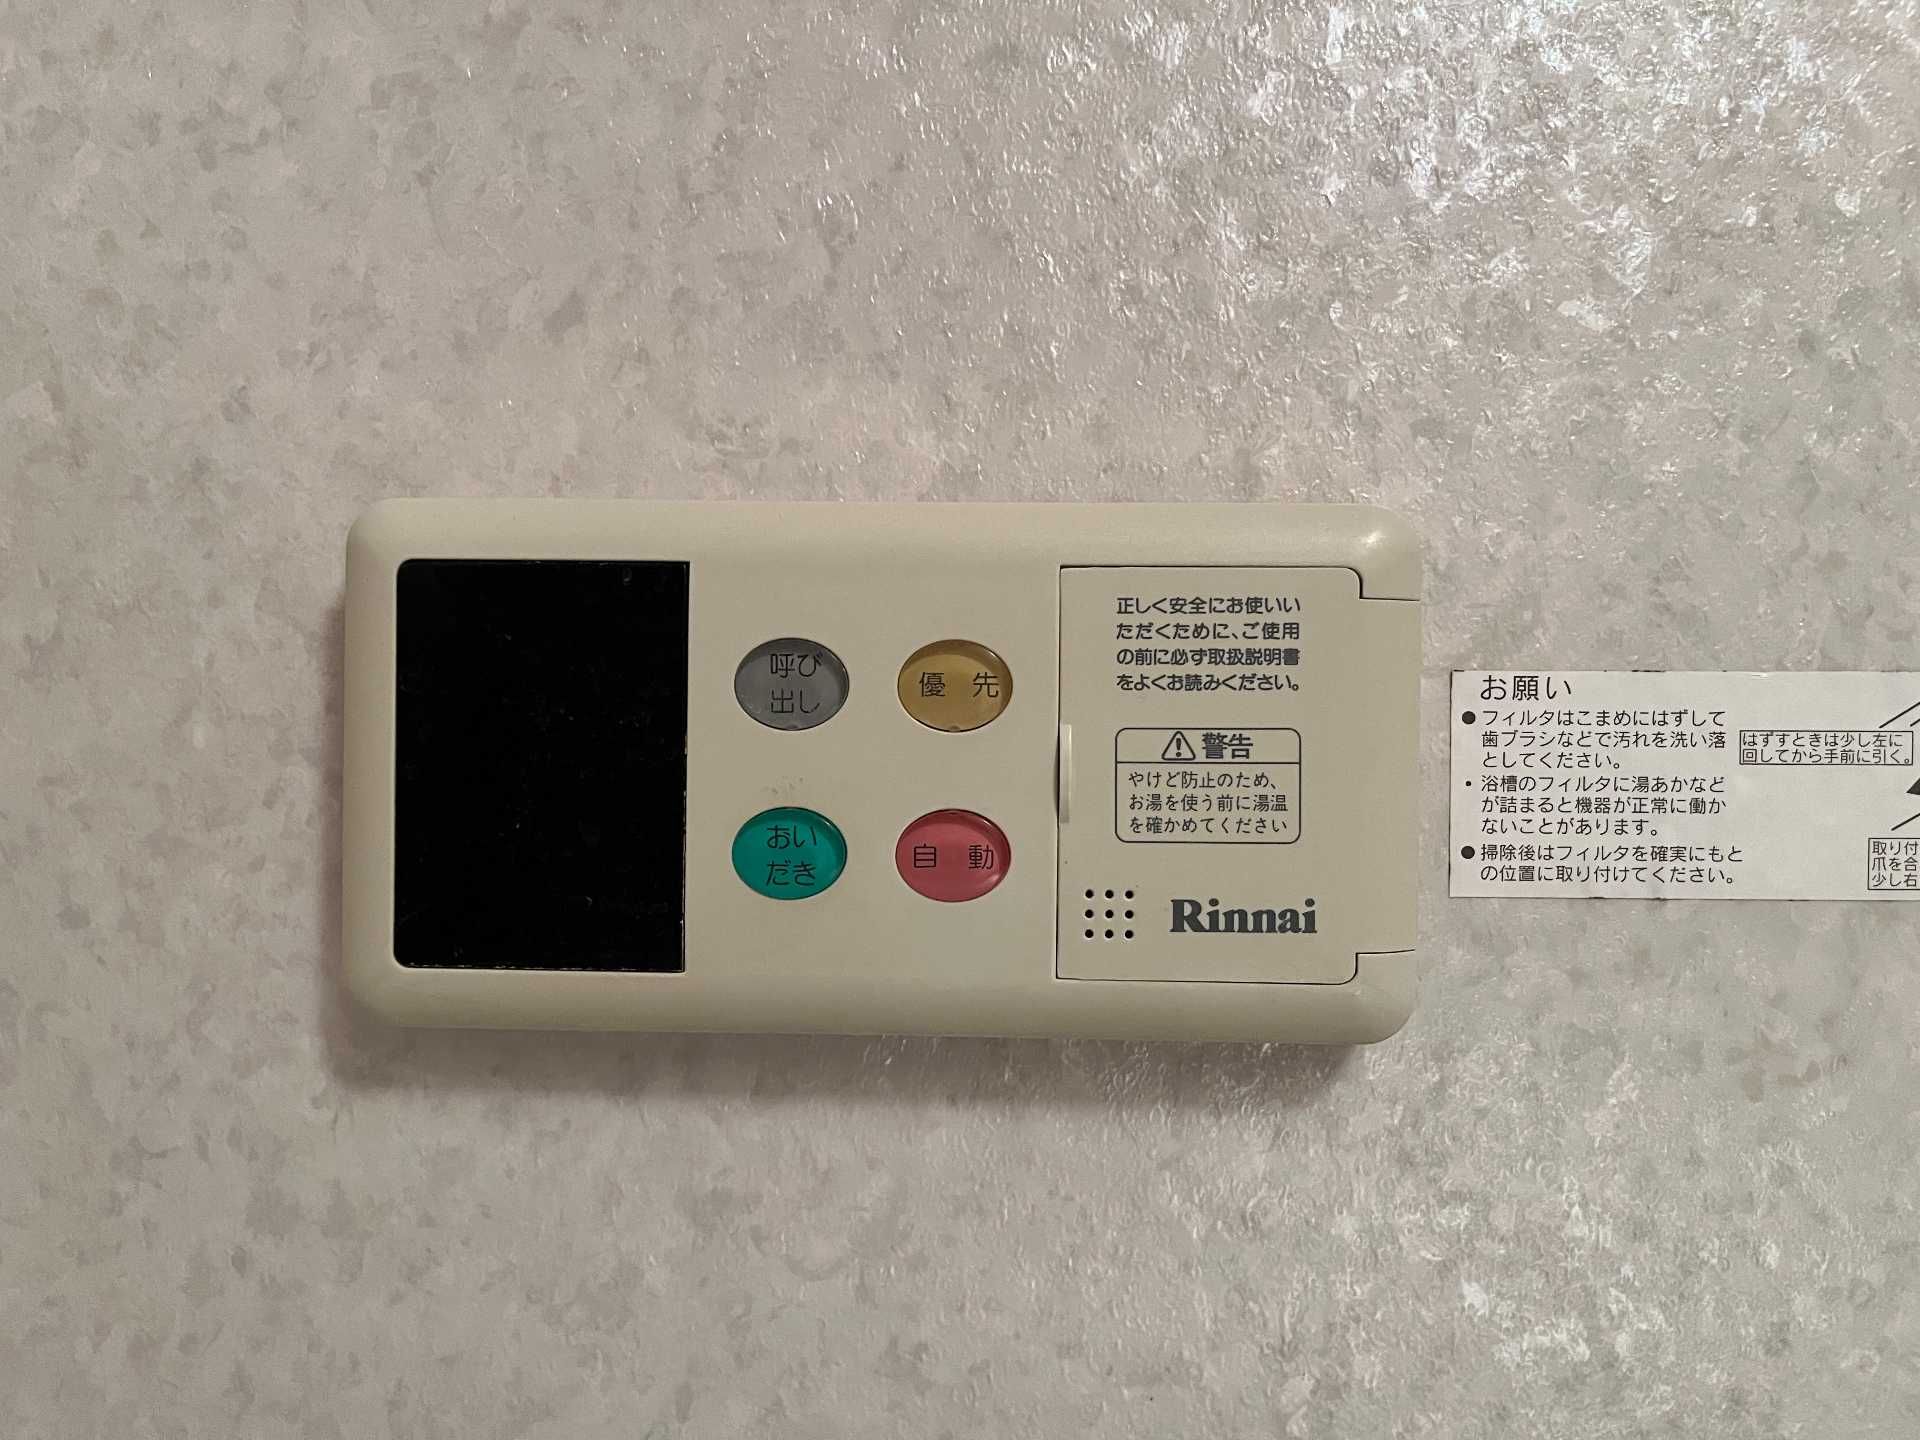 呼び
出し
優 先
おい
だき
自 動
正しく安全にお使いい
ただくために、ご使用
の前に必ず取扱説明書
をよくお読みください。
警告
やけど防止のため、
お湯を使う前に湯温
を確かめてください
Rinnai
お願い
●フィルタはこまめにはずして
歯ブラシなどで汚れを洗い落
としてください。
・浴槽のフィルタに湯あかなど
が詰まると機器が正常に働か
ないことがあります。
●掃除後はフィルタを確実にもと
の位置に取り付けてください。
はずすときは少し左に
回してから手前に引く。
取り付
爪を合
少し右